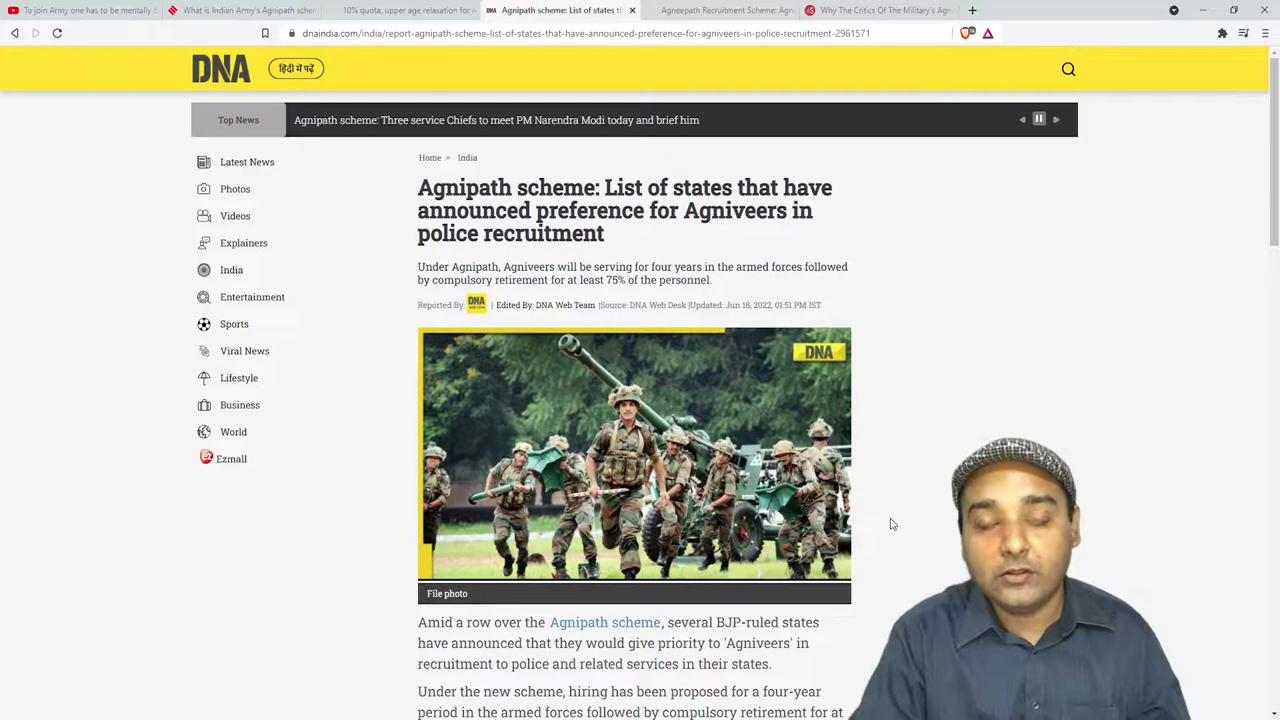 To join Army one has to be mentally
What is Indian Army's Agnipath schem
10% quota, upper age relaxation for
Agnipath scheme: List of states th
Agneepath Recruitment Scheme: Agn
Why The Critics Of The Military's Agn
dnaindia.com/india/report-agnipath-scheme-list-of-states-that-have-announced-preference-for-agniveers-in-police-recruitment-2961571
DNA
हिंदी में पढ़ें
Top News
Agnipath scheme: Three service Chiefs to meet PM Narendra Modi today and brief him
Latest News
Photos
Videos
Explainers
India
Entertainment
Sports
Viral News
Lifestyle
Business
World
Ezmall
Home » India
Agnipath scheme: List of states that have
announced preference for Agniveers in
police recruitment
Under Agnipath, Agniveers will be serving for four years in the armed forces followed
by compulsory retirement for at least 75% of the personnel.
Reported By: DNA WEB TEAM | Edited By: DNA Web Team |Source: DNA Web Desk |Updated: Jun 18, 2022, 01:51 PM IST
DNA
File photo
Amid a row over the Agnipath scheme, several BJP-ruled states
have announced that they would give priority to 'Agniveers' in
recruitment to police and related services in their states.
Under the new scheme, hiring has been proposed for a four-year
period in the armed forces followed by compulsory retirement for at